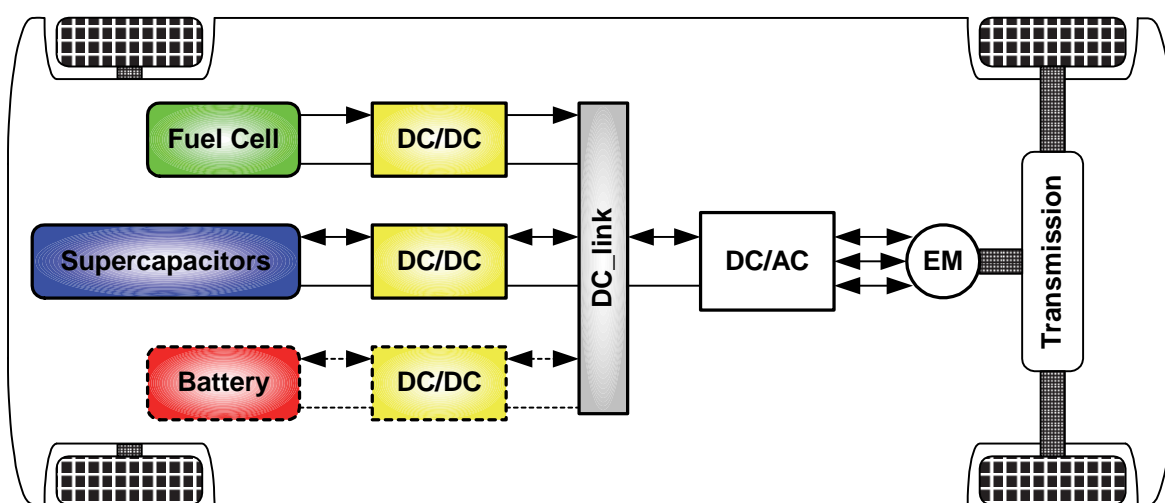 Fuel Cell
DC/DC
Supercapacitors
DC/DC
Battery
DC/DC
DC_link
DC/AC
EM
Transmission